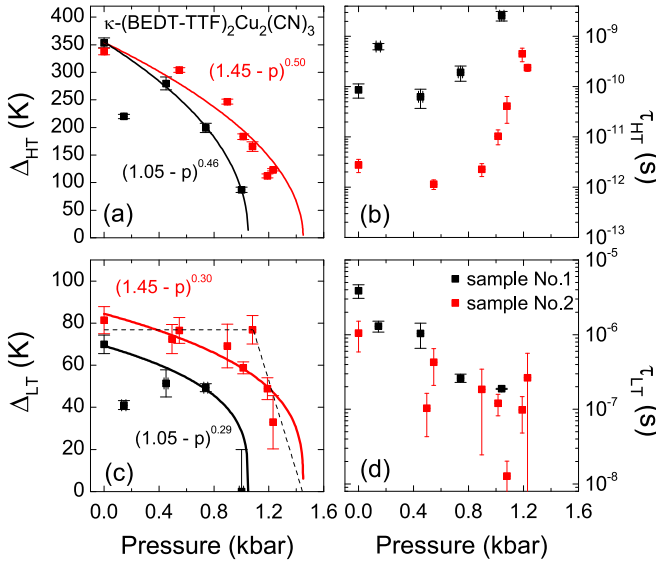 κ-(BEDT-TTF)₂Cu₂(CN)₃
400
350
300
250
200
150
100
50
0
Δ_HT (K)
(1.45 - p)^0.50
(1.05 - p)^0.46
(a)
(b)
10⁻⁹
10⁻¹⁰
10⁻¹¹
10⁻¹²
10⁻¹³
τ_HT (s)
100
80
60
40
20
0
Δ_LT (K)
(1.45 - p)^0.30
(1.05 - p)^0.29
(c)
0.0 0.4 0.8 1.2 1.6
Pressure (kbar)
sample No.1
sample No.2
(d)
10⁻⁵
10⁻⁶
10⁻⁷
10⁻⁸
τ_LT (s)
0.0 0.4 0.8 1.2 1.6
Pressure (kbar)